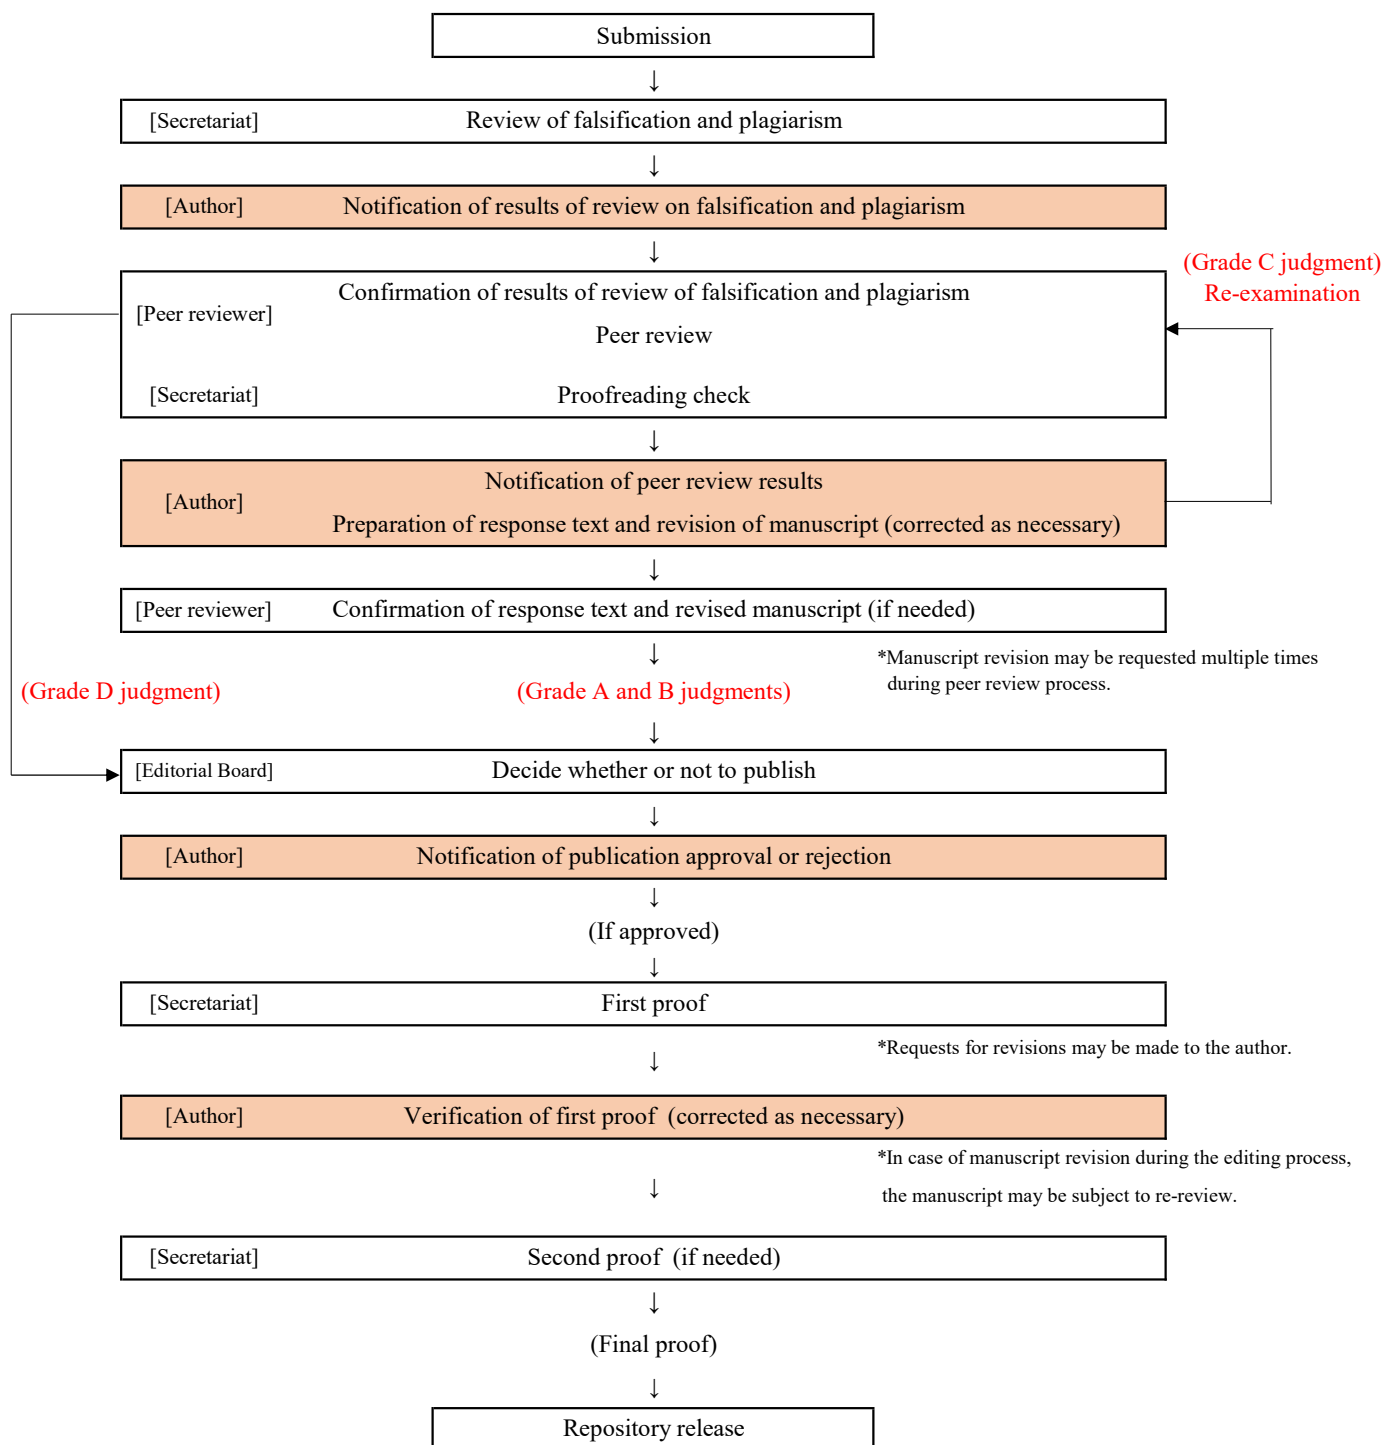 Submission
↓
[Secretariat] Review of falsification and plagiarism
↓
[Author] Notification of results of review on falsification and plagiarism
↓
(Grade C judgment)
Re-examination
Confirmation of results of review of falsification and plagiarism
[Peer reviewer]
Peer review
[Secretariat] Proofreading check
↓
Notification of peer review results
[Author]
Preparation of response text and revision of manuscript (corrected as necessary)
↓
[Peer reviewer] Confirmation of response text and revised manuscript (if needed)
↓
*Manuscript revision may be requested multiple times
during peer review process.
(Grade D judgment)
(Grade A and B judgments)
↓
[Editorial Board] Decide whether or not to publish
↓
[Author] Notification of publication approval or rejection
↓
(If approved)
↓
[Secretariat] First proof
*Requests for revisions may be made to the author.
↓
[Author] Verification of first proof (corrected as necessary)
*In case of manuscript revision during the editing process,
the manuscript may be subject to re-review.
↓
[Secretariat] Second proof (if needed)
↓
(Final proof)
↓
Repository release